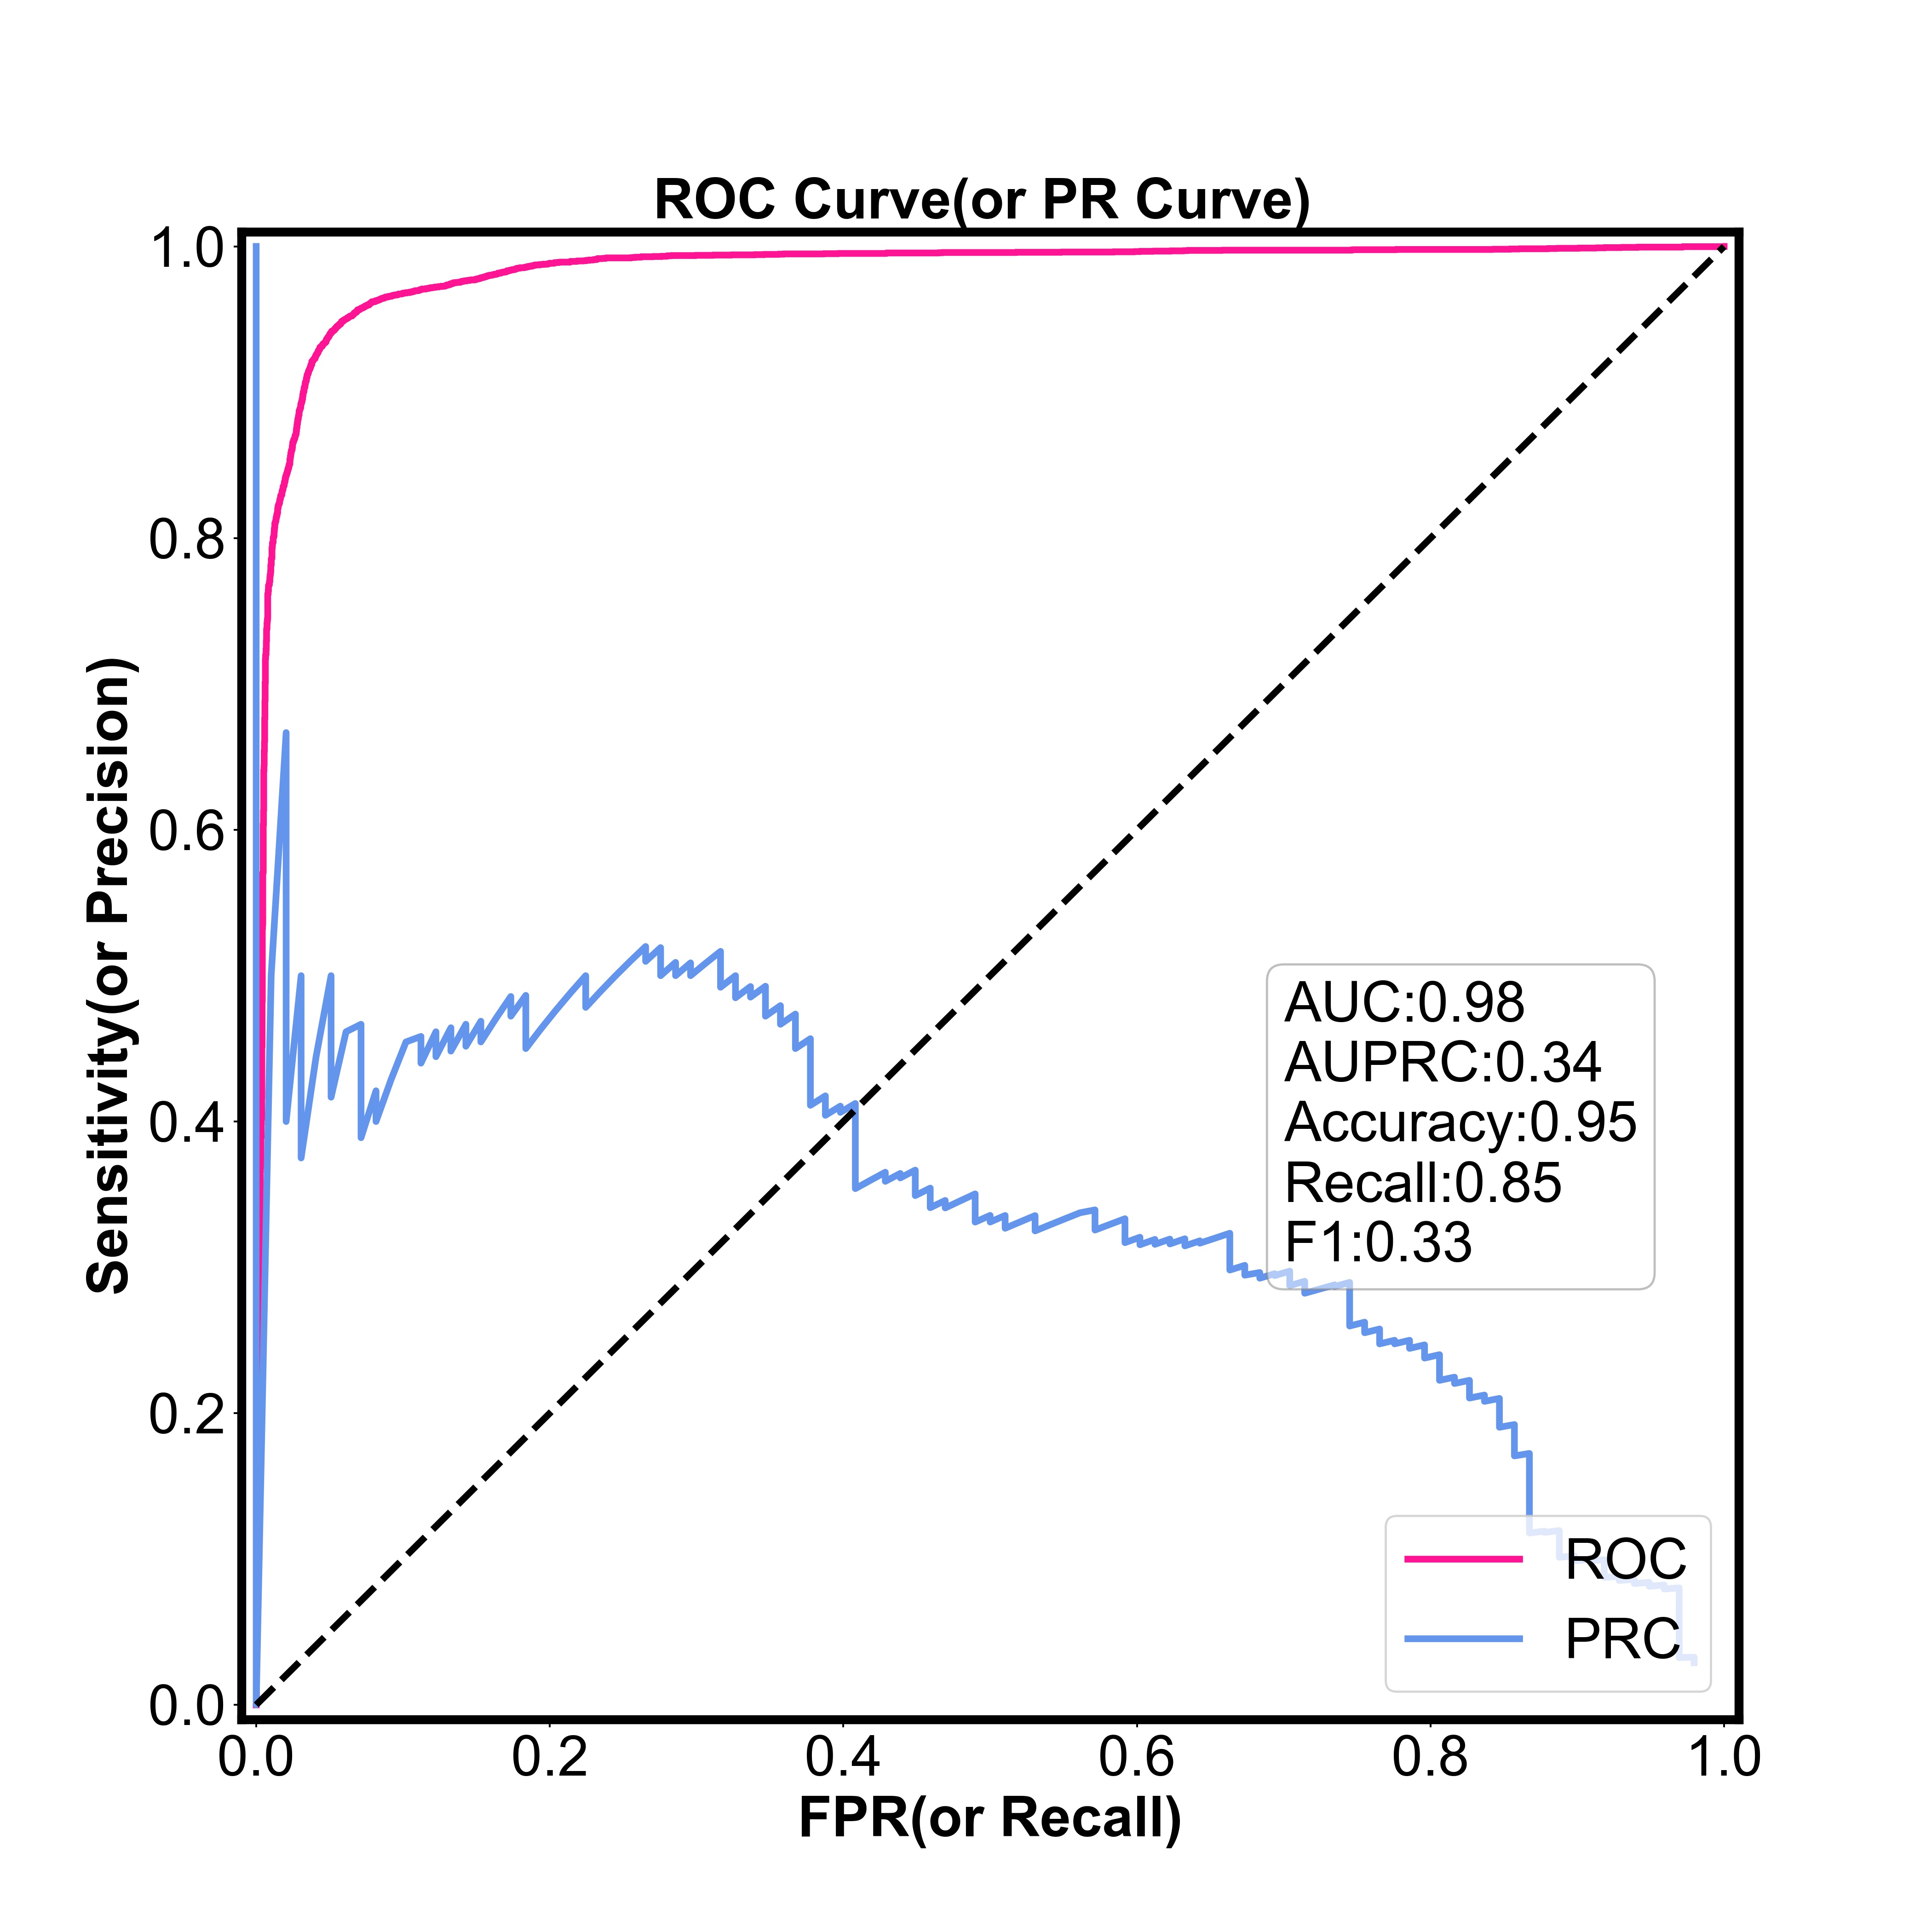 ROC Curve(or PR Curve)
1.0
0.8
0.6
0.4
0.2
0.0
Sensitivity(or Precision)
AUC:0.98
AUPRC:0.34
Accuracy:0.95
Recall:0.85
F1:0.33
ROC
PRC
0.0 0.2 0.4 0.6 0.8 1.0
FPR(or Recall)